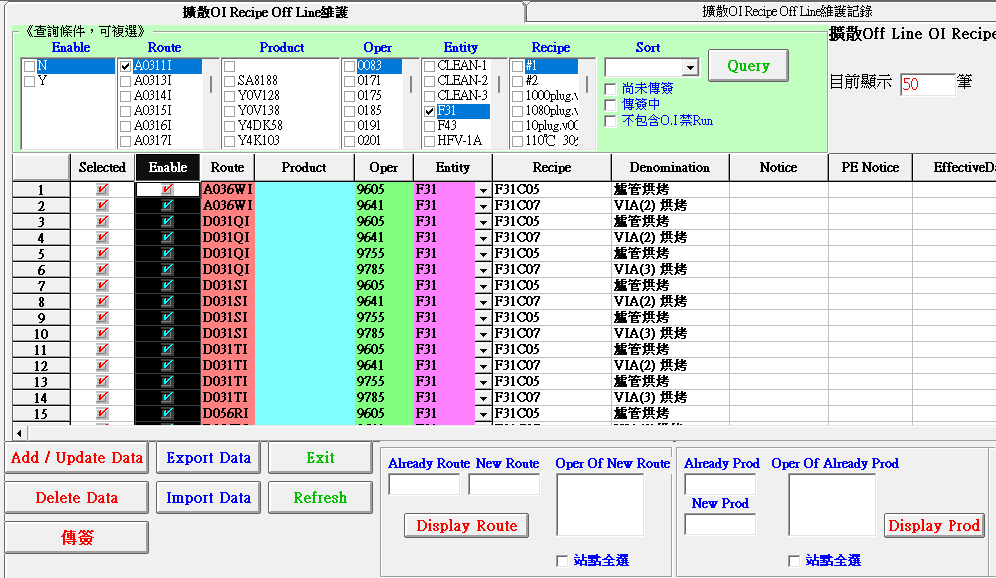 擴散OI Recipe Off Line維護
擴散OI Recipe Off Line維護記錄
《查詢條件，可複選》
擴散Off Line OI Recipe
Enable Route Product Oper Entity Recipe Sort
N A0311I 0083 CLEAN-1 #1
Y A0313I SA8188 0171 CLEAN-2 #2
A0314I Y0V128 0175 CLEAN-3 1000plug.v
A0315I Y0V138 0185 F31 1080plug.v
A0316I Y4DK58 0191 F43 10plug.v00
A0317I Y4K103 0201 HFV-1A 110℃
Query
尚未傳簽
傳簽中
不包含O.I禁Run
目前顯示 50 筆
Selected Enable Route Product Oper Entity Recipe Denomination Notice PE Notice EffectiveDa
1 A036WI 9605 F31 F31C05 爐管烘烤
2 A036WI 9641 F31 F31C07 VIA(2) 烘烤
3 D031QI 9605 F31 F31C05 爐管烘烤
4 D031QI 9641 F31 F31C07 VIA(2) 烘烤
5 D031QI 9755 F31 F31C05 爐管烘烤
6 D031QI 9785 F31 F31C07 VIA(3) 烘烤
7 D031SI 9605 F31 F31C05 爐管烘烤
8 D031SI 9641 F31 F31C07 VIA(2) 烘烤
9 D031SI 9755 F31 F31C05 爐管烘烤
10 D031SI 9785 F31 F31C07 VIA(3) 烘烤
11 D031TI 9605 F31 F31C05 爐管烘烤
12 D031TI 9641 F31 F31C07 VIA(2) 烘烤
13 D031TI 9755 F31 F31C05 爐管烘烤
14 D031TI 9785 F31 F31C07 VIA(3) 烘烤
15 D056RI 9605 F31 F31C05 爐管烘烤
Add / Update Data Export Data Exit
Delete Data Import Data Refresh
傳簽
Already Route New Route Oper Of New Route
Display Route
站點全選
Already Prod Oper Of Already Prod
New Prod
Display Prod
站點全選